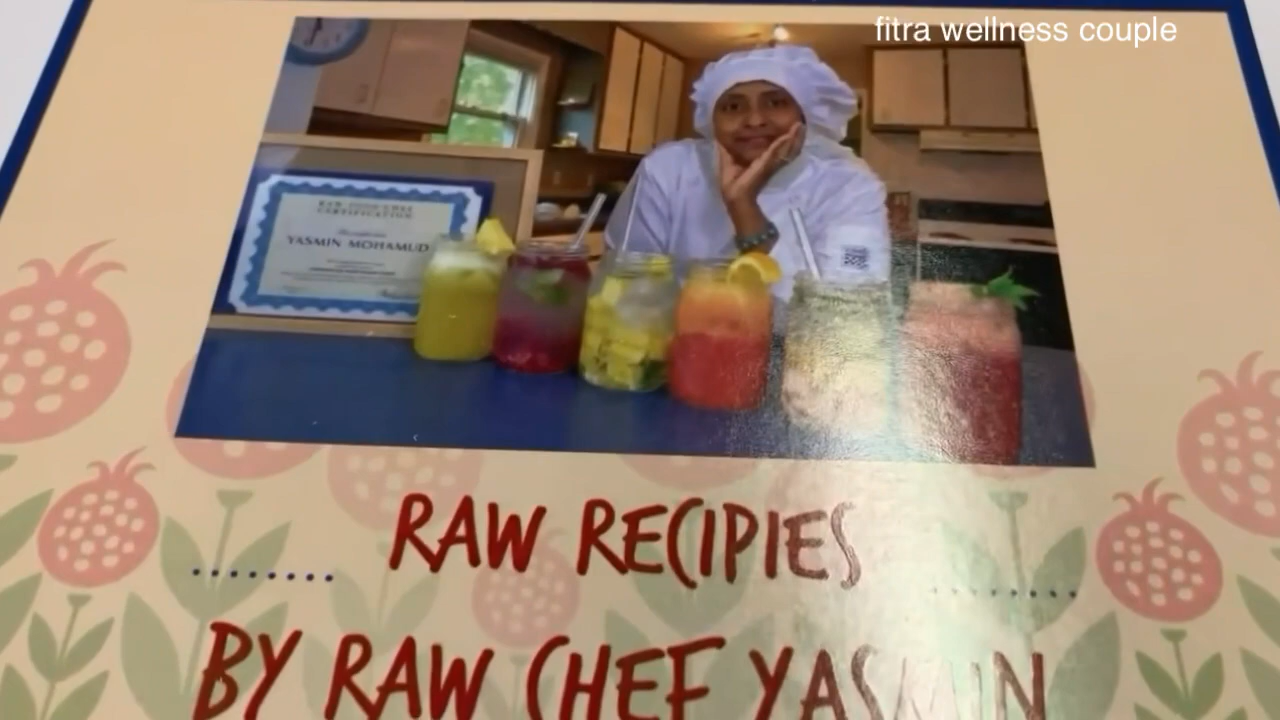 fitra wellness couple
RAW FOOD CHEF
CERTIFICATION
YASMIN MOHAMUD
RAW RECIPIES
BY RAW CHEF YASMIN